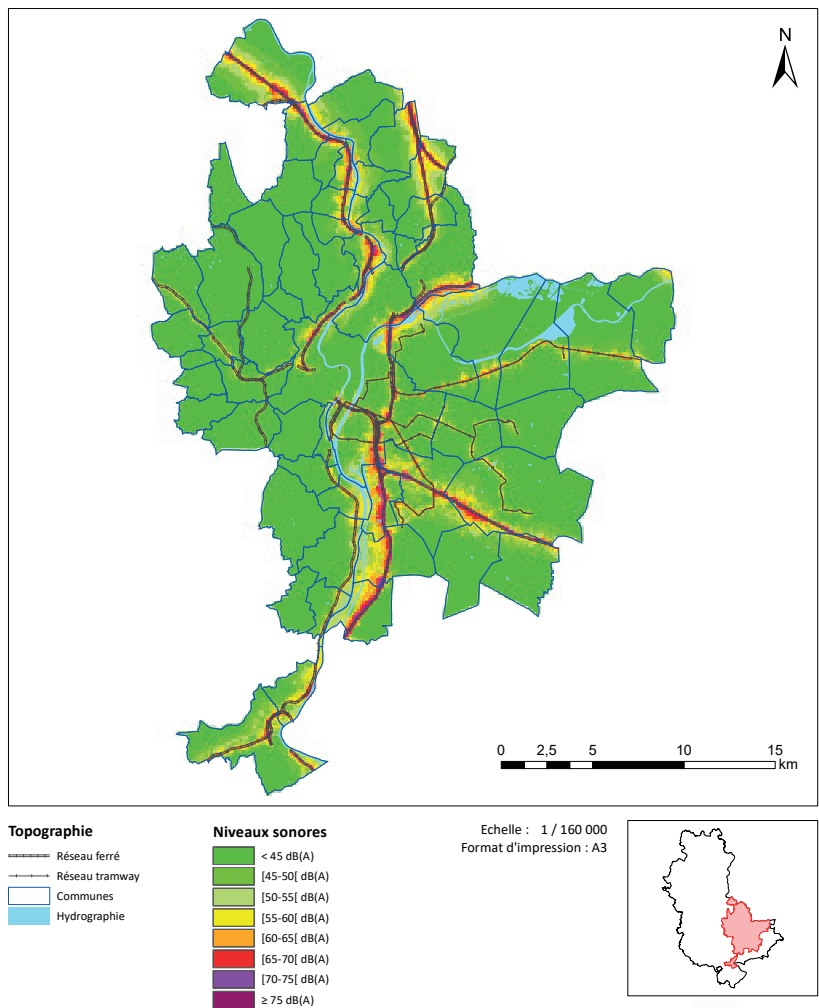 N
0 2,5 5 10 15
km
Topographie
Réseau ferré
Réseau tramway
Communes
Hydrographie
Niveaux sonores
< 45 dB(A)
[45-50[ dB(A)
[50-55[ dB(A)
[55-60[ dB(A)
[60-65[ dB(A)
[65-70[ dB(A)
[70-75[ dB(A)
≥ 75 dB(A)
Echelle : 1 / 160 000
Format d'impression : A3